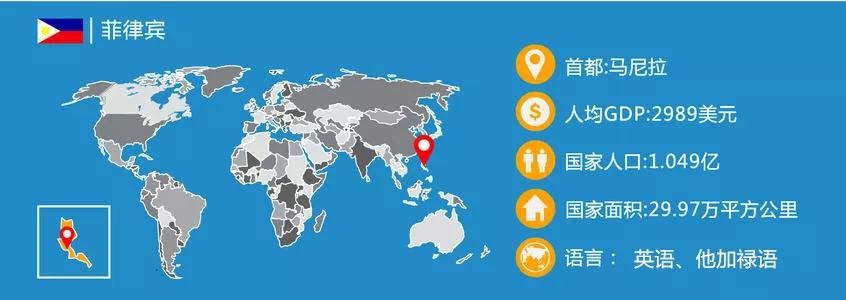 菲律宾
首都:马尼拉
人均GDP:2989美元
国家人口:1.049亿
国家面积:29.97万平方公里
语言： 英语、他加禄语